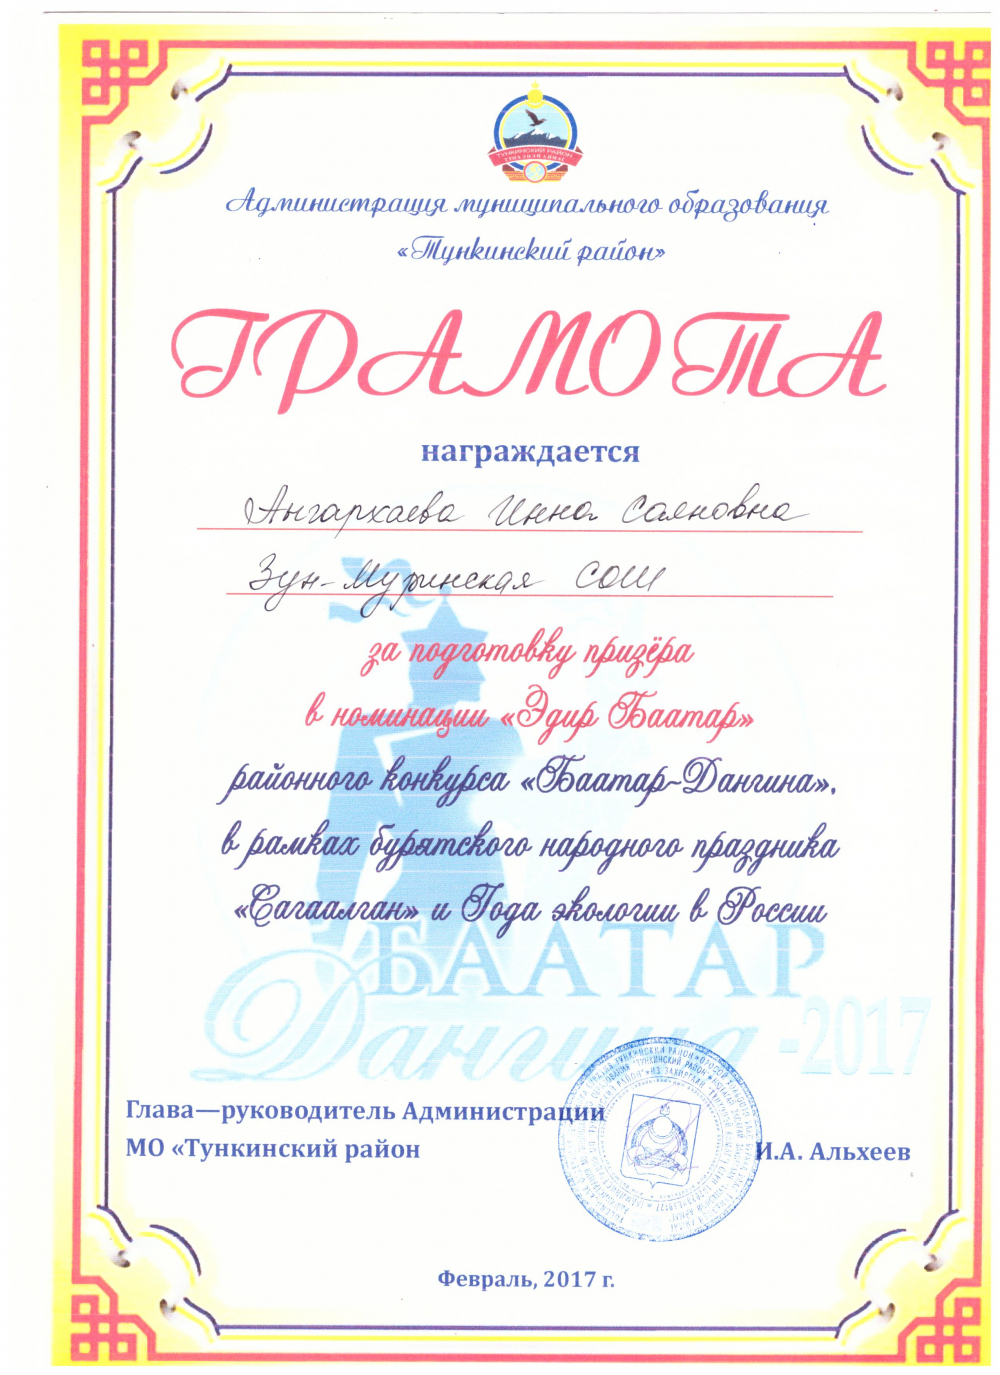 ТУНКИНСКИЙ РАЙОН
Администрация муниципального образования
«Тункинский район»
ГРАМОТА
награждается
Ангархаева Инна Саяновна
Зун-Муринская СОШ
за подготовку призёра
в номинации «Эдир Баатар»
районного конкурса «Баатар-Дангина»,
в рамках бурятского народного праздника
«Сагаалган» и Года экологии в России
БААТАР
Дангина -2017
Глава—руководитель Администрации
МО «Тункинский район
И.А. Альхеев
Февраль, 2017 г.